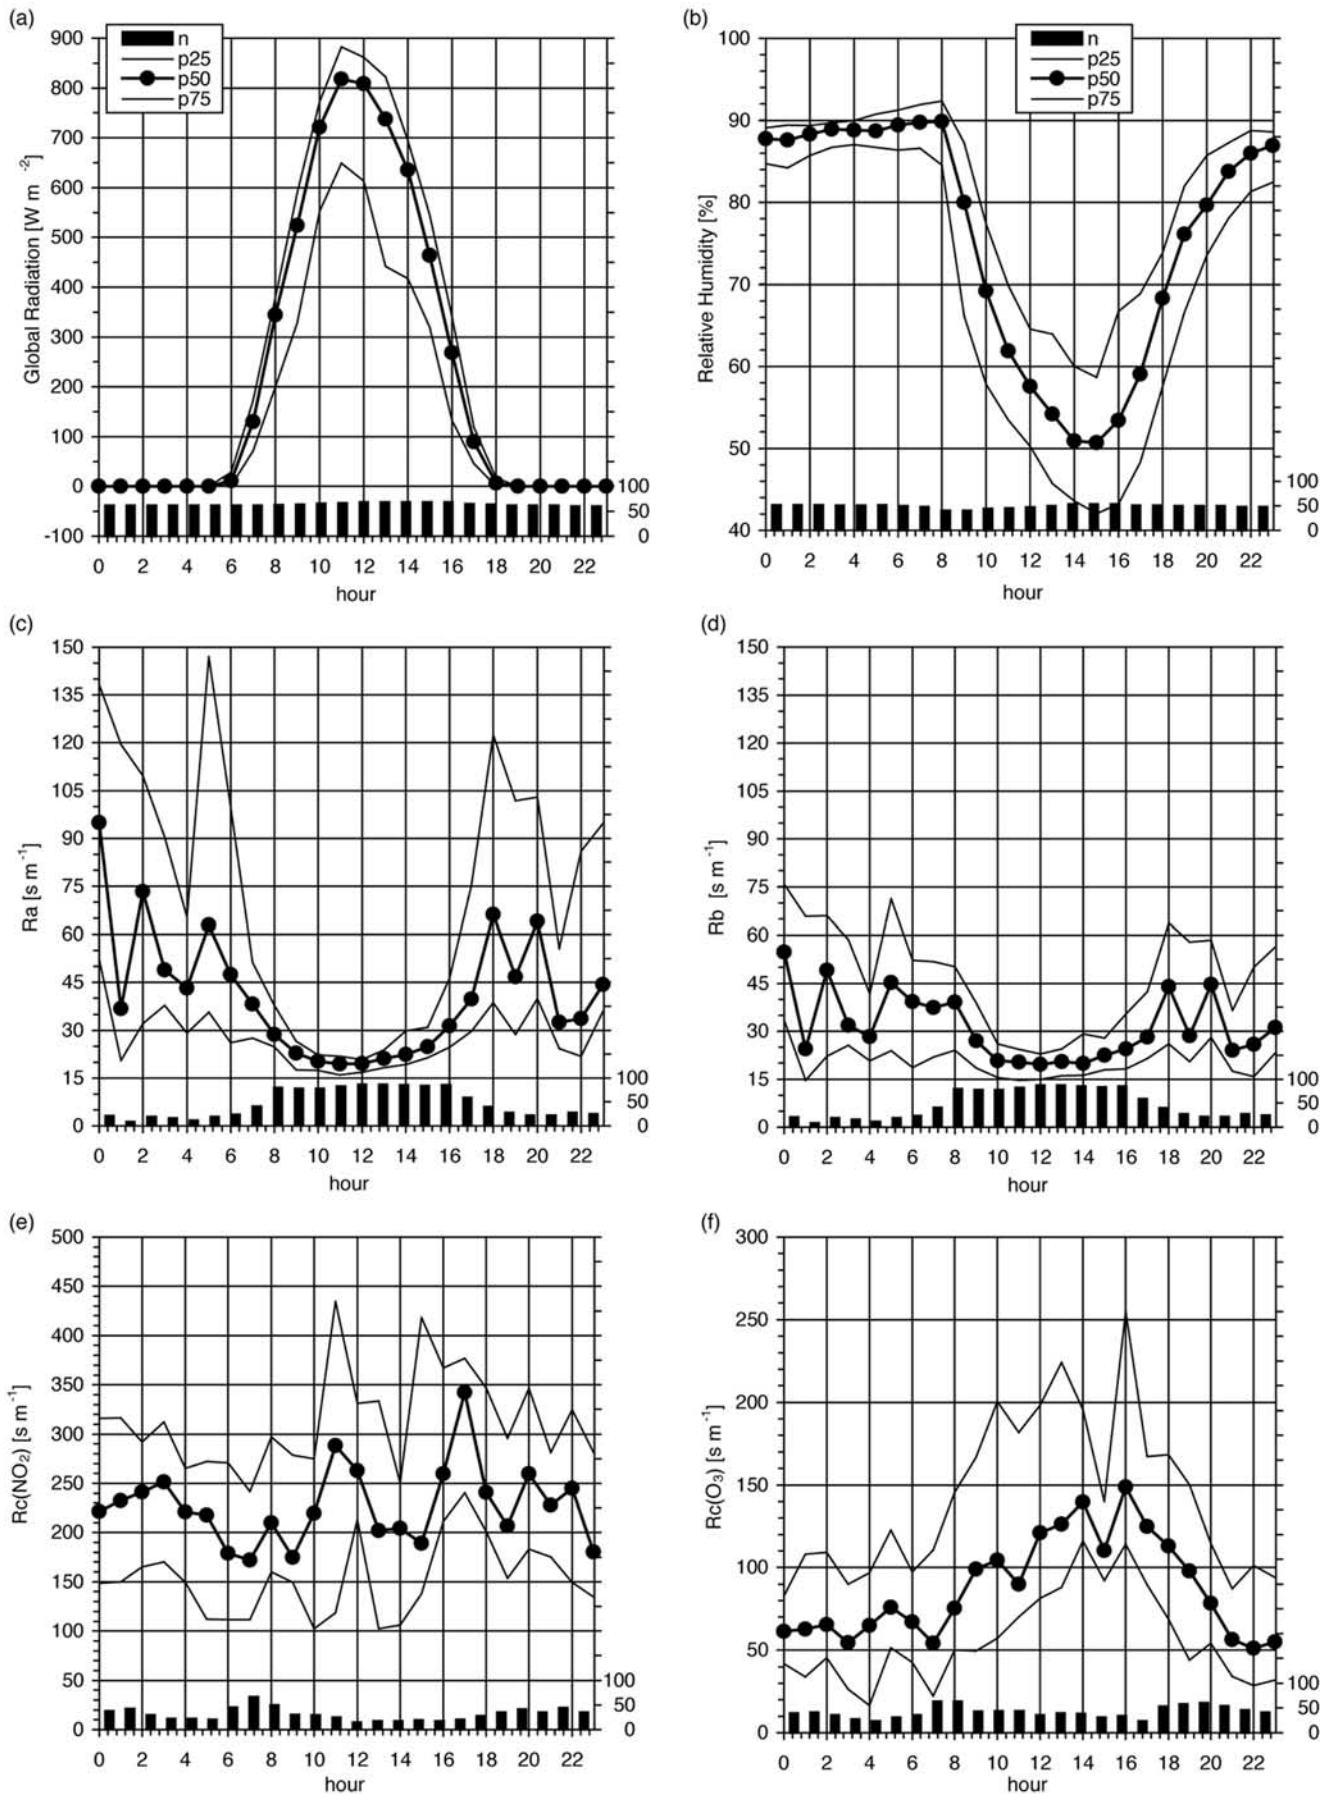 (a)
n
p25
p50
p75
900
800
700
600
500
400
300
200
100
0
-100
100
50
0
Global Radiation [W m -2]
0 2 4 6 8 10 12 14 16 18 20 22
hour
(b)
n
p25
p50
p75
100
90
80
70
60
50
40
100
50
0
Relative Humidity [%]
0 2 4 6 8 10 12 14 16 18 20 22
hour
(c)
150
135
120
105
90
75
60
45
30
15
0
100
50
0
Ra [s m-1]
0 2 4 6 8 10 12 14 16 18 20 22
hour
(d)
150
135
120
105
90
75
60
45
30
15
0
100
50
0
Rb [s m-1]
0 2 4 6 8 10 12 14 16 18 20 22
hour
(e)
500
450
400
350
300
250
200
150
100
50
0
100
50
0
Rc(NO2) [s m-1]
0 2 4 6 8 10 12 14 16 18 20 22
hour
(f)
300
250
200
150
100
50
0
100
50
0
Rc(O3) [s m-1]
0 2 4 6 8 10 12 14 16 18 20 22
hour